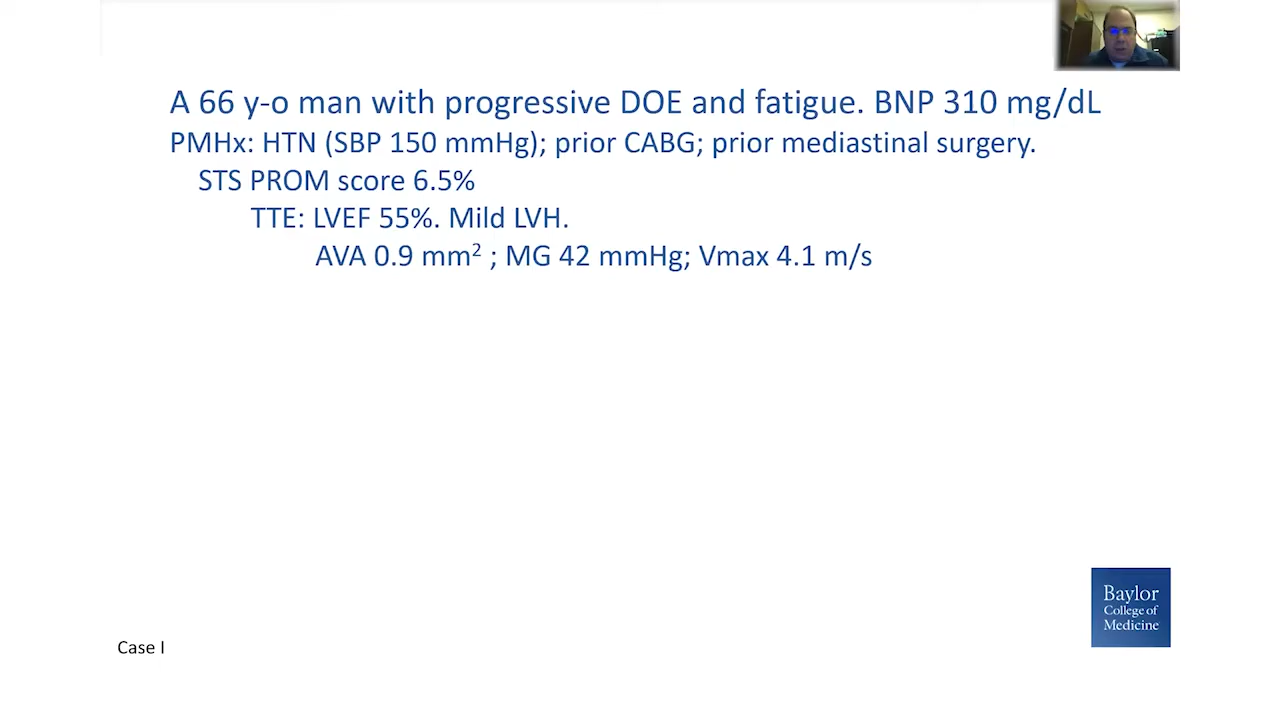 A 66 y-o man with progressive DOE and fatigue. BNP 310 mg/dL
PMHx: HTN (SBP 150 mmHg); prior CABG; prior mediastinal surgery.
STS PROM score 6.5%
TTE: LVEF 55%. Mild LVH.
AVA 0.9 mm² ; MG 42 mmHg; Vmax 4.1 m/s
Baylor
College of
Medicine
Case I